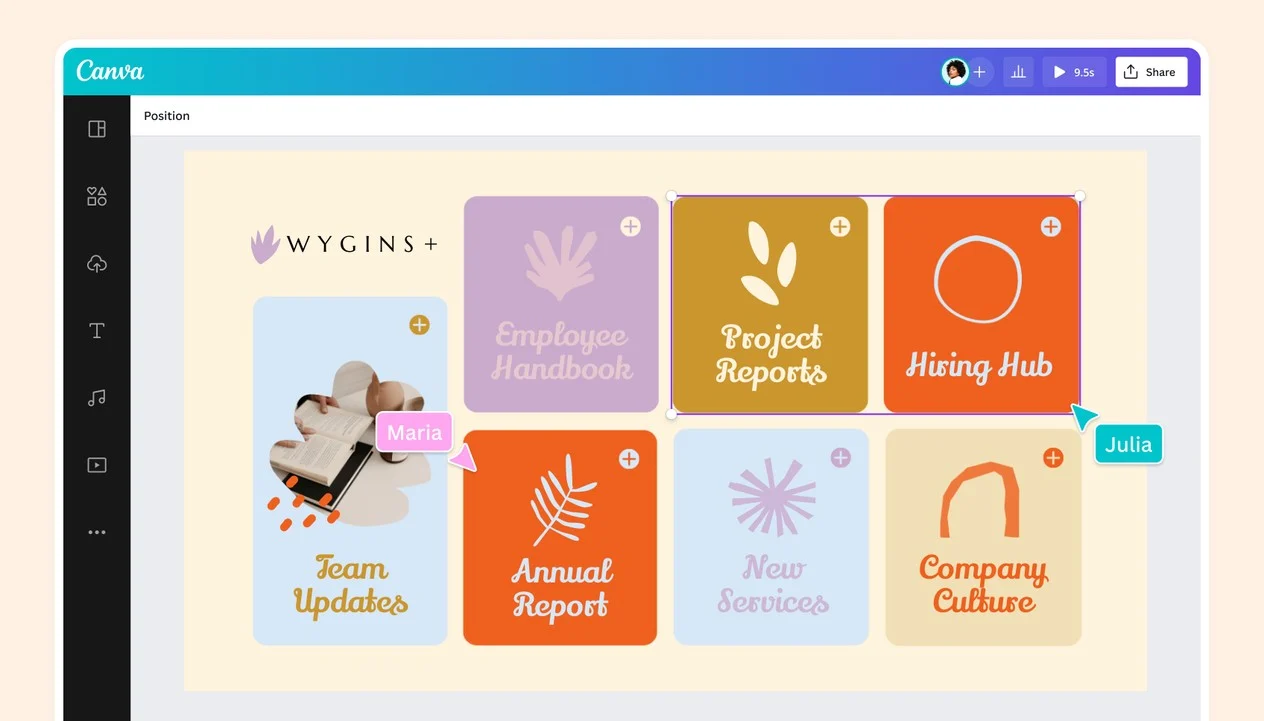 Canva
9.5s
Share
Position
WYGINS+
Employee
Handbook
Project
Reports
Hiring Hub
Maria
Julia
Team
Updates
Annual
Report
New
Services
Company
Culture